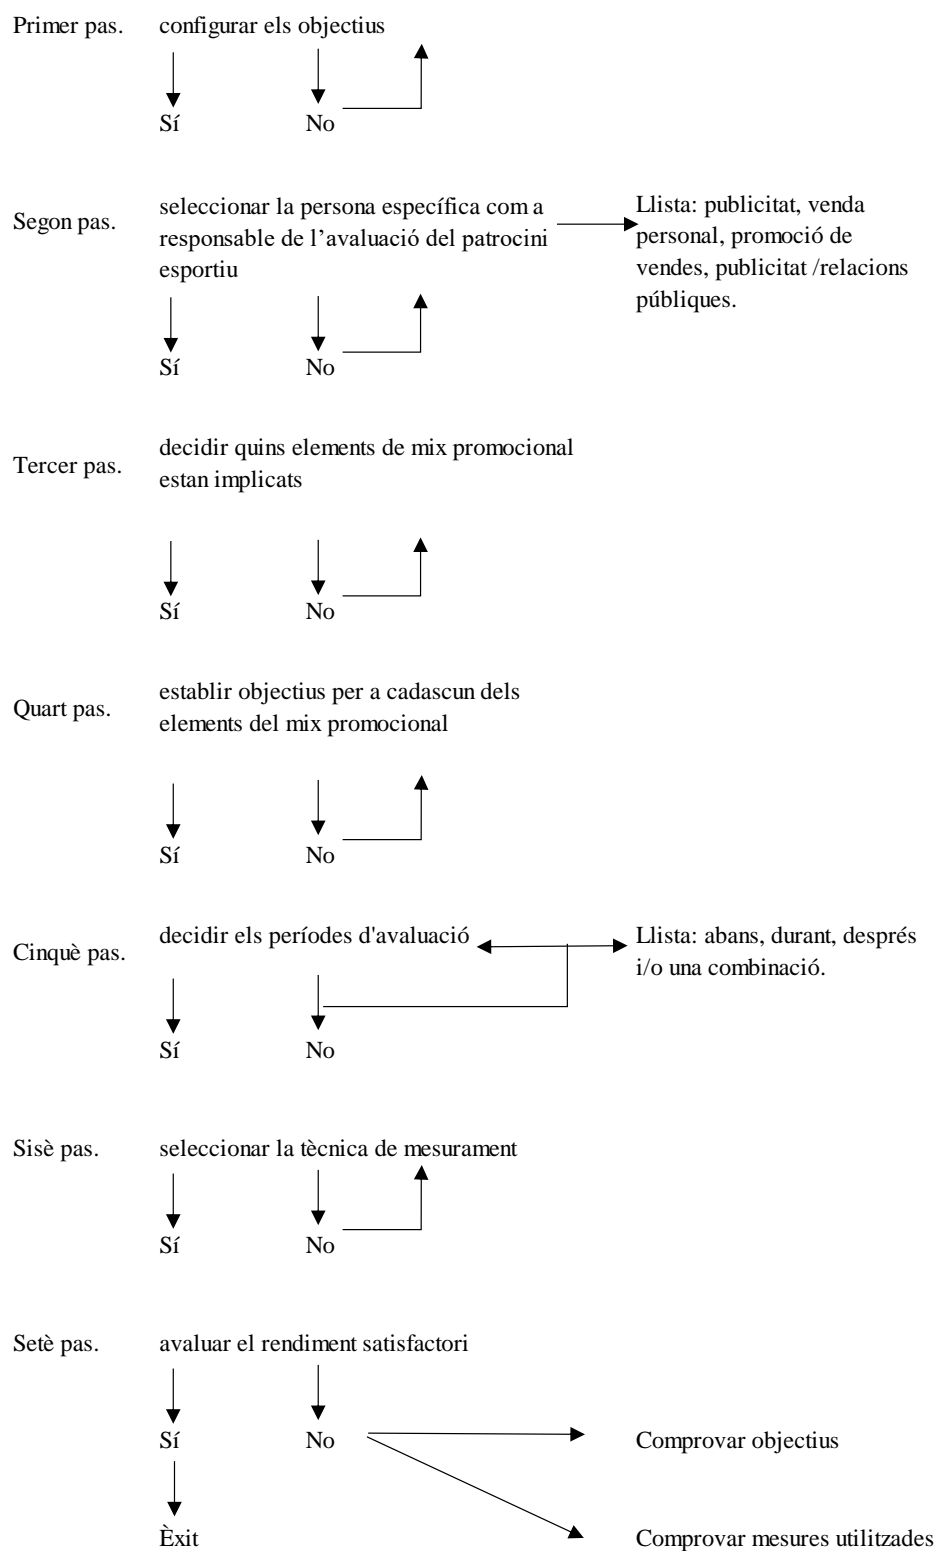 Primer pas. configurar els objectius
Sí No
Segon pas.
seleccionar la persona específica com a
responsable de l’avaluació del patrocini
esportiu
Llista: publicitat, venda
personal, promoció de
vendes, publicitat /relacions
públiques.
Sí No
Tercer pas.
decidir quins elements de mix promocional
estan implicats
Sí No
Quart pas.
establir objectius per a cadascun dels
elements del mix promocional
Sí No
Cinquè pas.
decidir els períodes d'avaluació
Llista: abans, durant, després
i/o una combinació.
Sí No
Sisè pas. seleccionar la tècnica de mesurament
Sí No
Setè pas. avaluar el rendiment satisfactori
Sí No Comprovar objectius
Èxit Comprovar mesures utilitzades